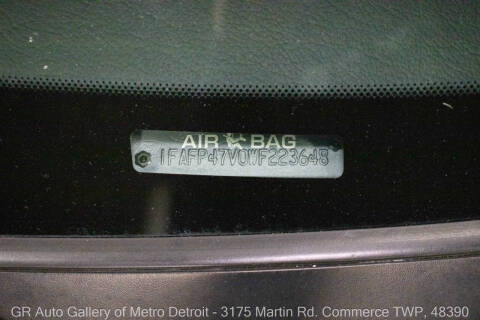 AIR BAG
1FAFP47V0WF223648
GR Auto Gallery of Metro Detroit - 3175 Martin Rd. Commerce TWP, 48390